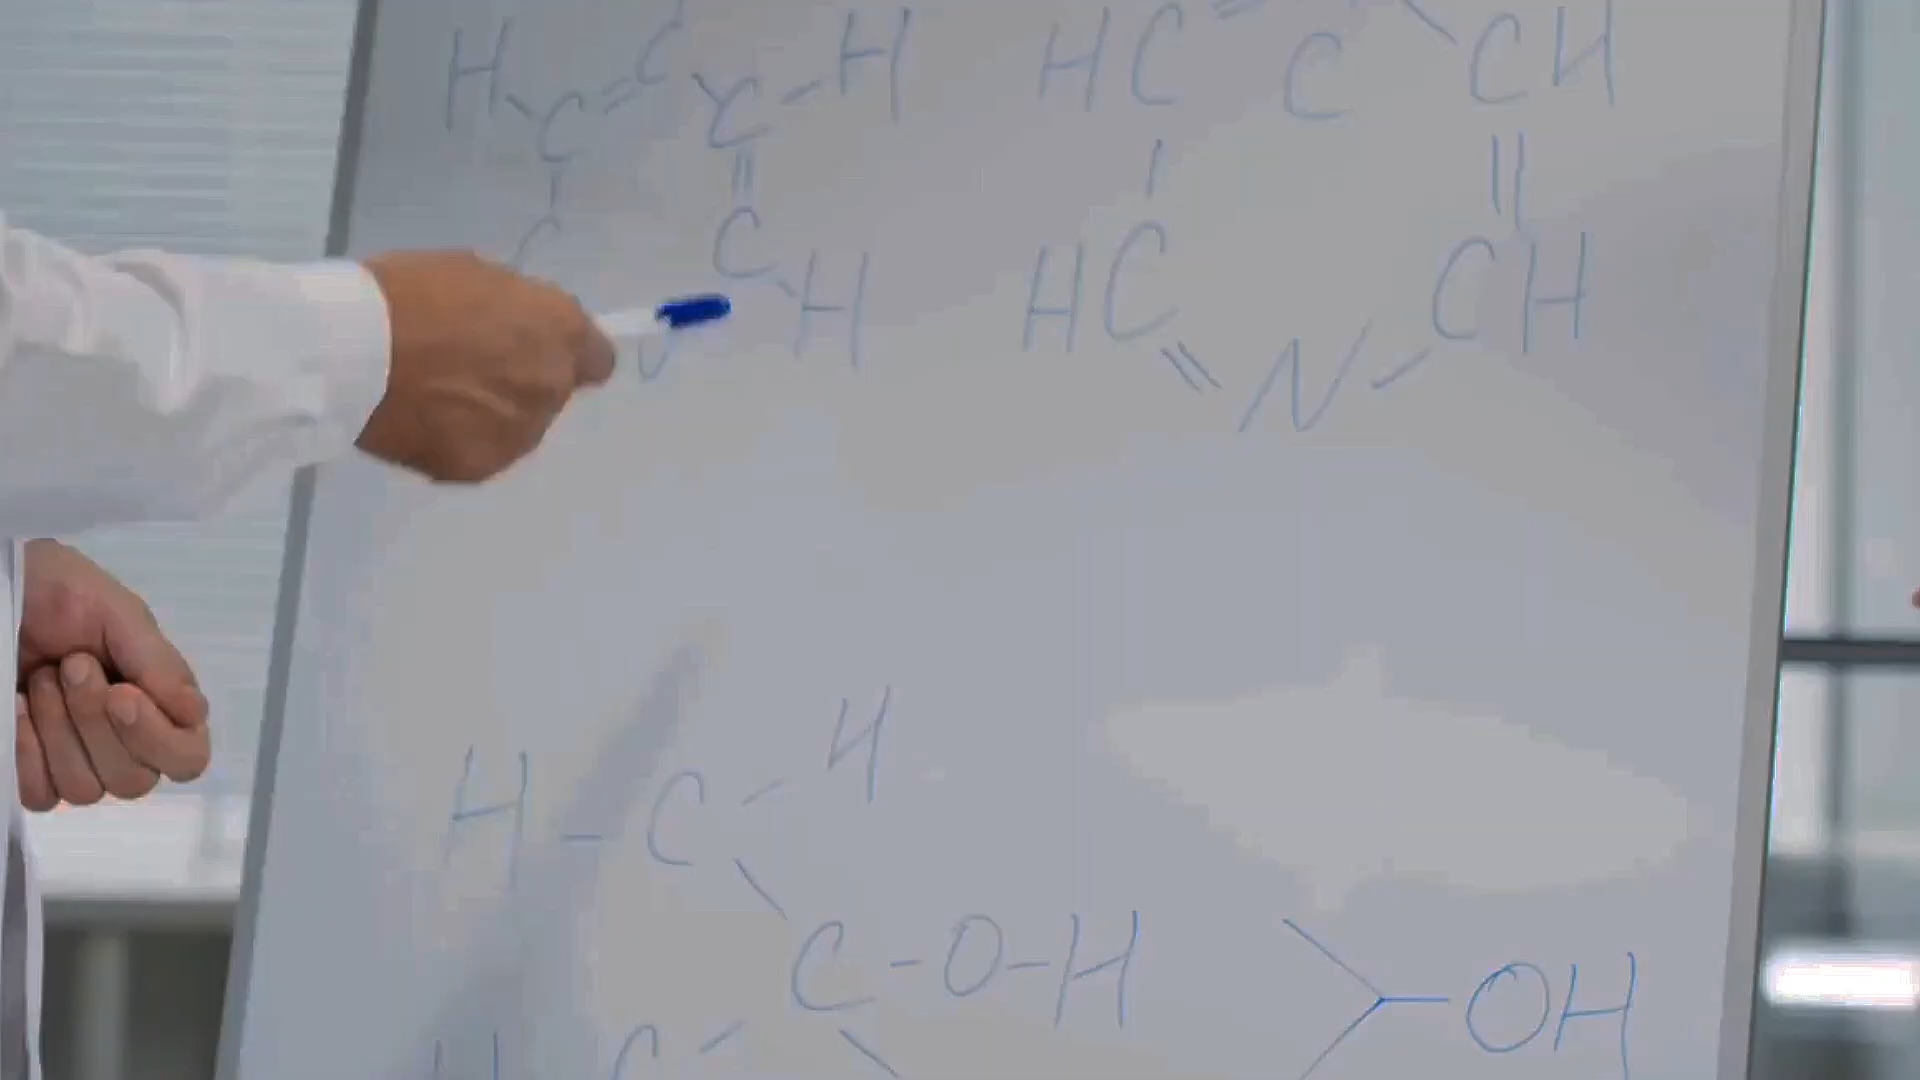 C
H C C H HC C CH
C C HC CH
H N
H
H - C
C - O - H OH
H C